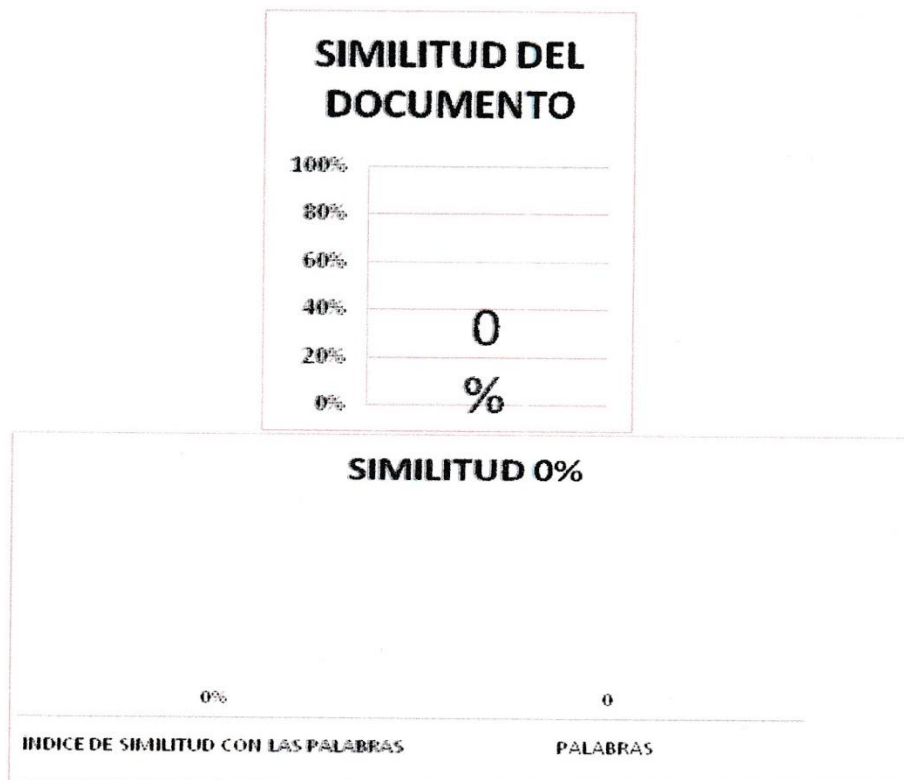 SIMILITUD DEL
DOCUMENTO
100%
80%
60%
40%
20%
0%
0
%
SIMILITUD 0%
0% 0
INDICE DE SIMILITUD CON LAS PALABRAS PALABRAS